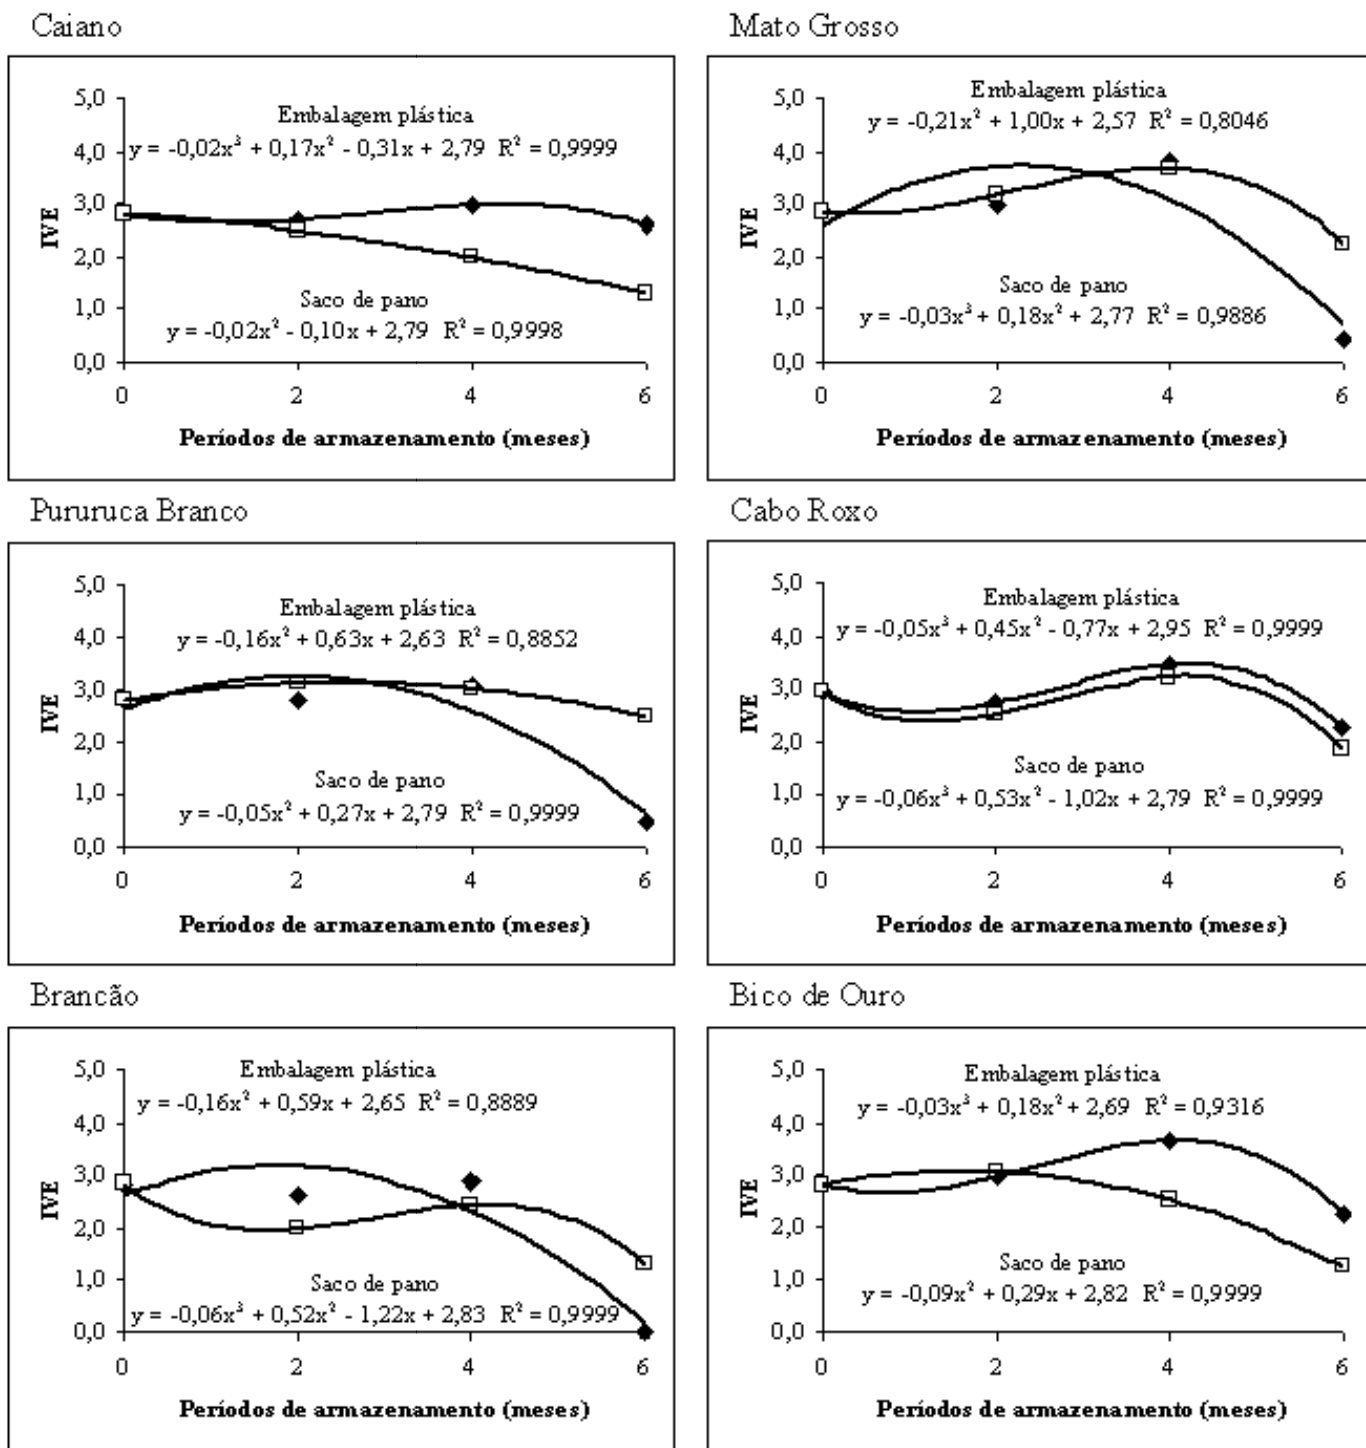 Caiano
5,0
4,0
3,0
2,0
1,0
0,0
IVE
Embalagem plástica
y = -0,02x³ + 0,17x² - 0,31x + 2,79 R² = 0,9999
Saco de pano
y = -0,02x² - 0,10x + 2,79 R² = 0,9998
0 2 4 6
Períodos de armazenamento (meses)
Mato Grosso
5,0
4,0
3,0
2,0
1,0
0,0
IVE
Embalagem plástica
y = -0,21x² + 1,00x + 2,57 R² = 0,8046
Saco de pano
y = -0,03x³ + 0,18x² + 2,77 R² = 0,9886
0 2 4 6
Períodos de armazenamento (meses)
Pururuca Branco
5,0
4,0
3,0
2,0
1,0
0,0
IVE
Embalagem plástica
y = -0,16x² + 0,63x + 2,63 R² = 0,8852
Saco de pano
y = -0,05x² + 0,27x + 2,79 R² = 0,9999
0 2 4 6
Períodos de armazenamento (meses)
Cabo Roxo
5,0
4,0
3,0
2,0
1,0
0,0
IVE
Embalagem plástica
y = -0,05x³ + 0,45x² - 0,77x + 2,95 R² = 0,9999
Saco de pano
y = -0,06x³ + 0,53x² - 1,02x + 2,79 R² = 0,9999
0 2 4 6
Períodos de armazenamento (meses)
Brancão
5,0
4,0
3,0
2,0
1,0
0,0
IVE
Embalagem plástica
y = -0,16x² + 0,59x + 2,65 R² = 0,8889
Saco de pano
y = -0,06x³ + 0,52x² - 1,22x + 2,83 R² = 0,9999
0 2 4 6
Períodos de armazenamento (meses)
Bico de Ouro
5,0
4,0
3,0
2,0
1,0
0,0
IVE
Embalagem plástica
y = -0,03x³ + 0,18x² + 2,69 R² = 0,9316
Saco de pano
y = -0,09x² + 0,29x + 2,82 R² = 0,9999
0 2 4 6
Períodos de armazenamento (meses)